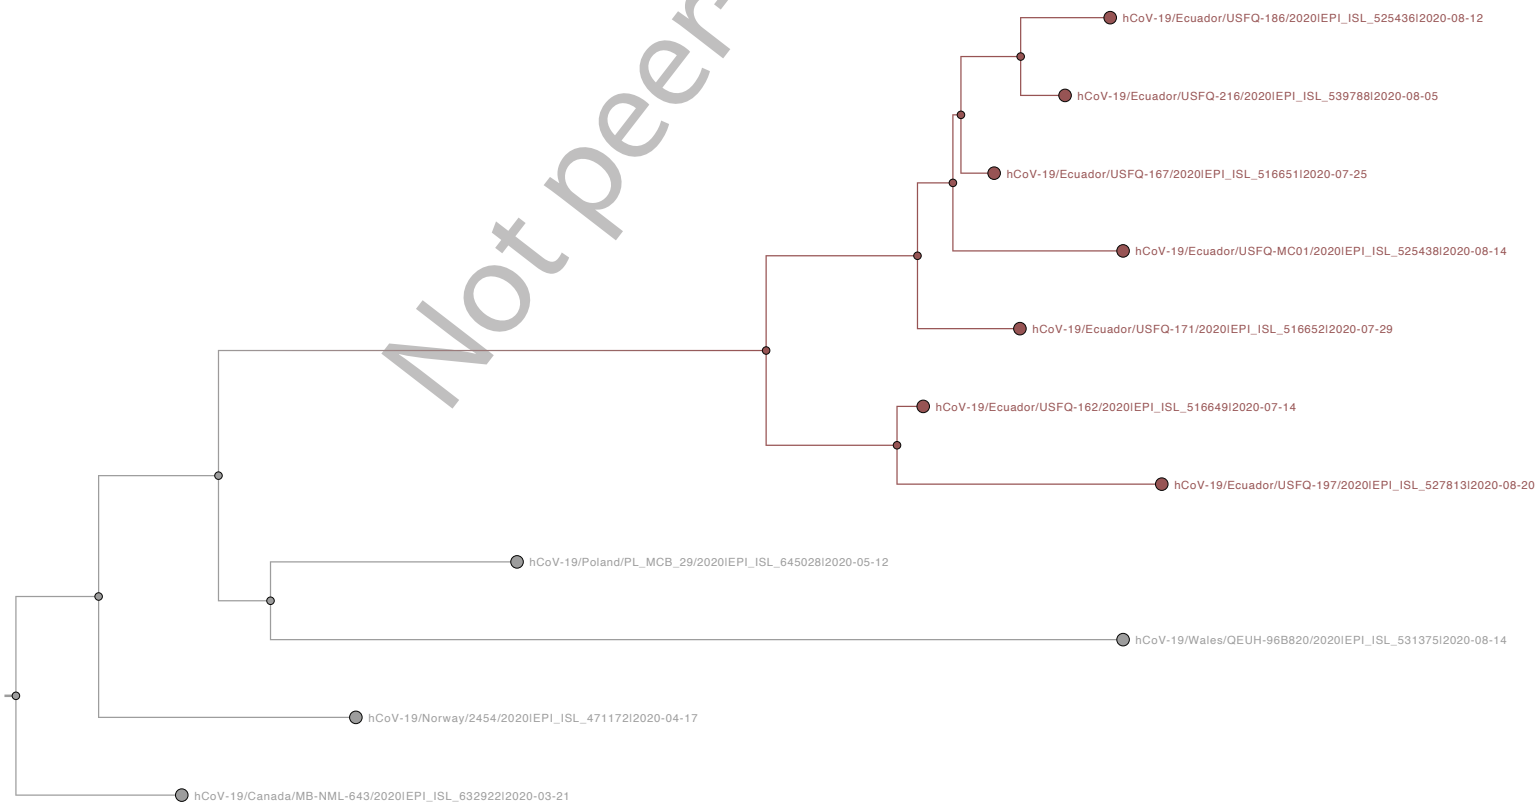 hCoV-19/Ecuador/USFQ-186/2020|EPI_ISL_525436|2020-08-12
hCoV-19/Ecuador/USFQ-216/2020|EPI_ISL_539788|2020-08-05
hCoV-19/Ecuador/USFQ-167/2020|EPI_ISL_516651|2020-07-25
hCoV-19/Ecuador/USFQ-MC01/2020|EPI_ISL_525438|2020-08-14
hCoV-19/Ecuador/USFQ-171/2020|EPI_ISL_516652|2020-07-29
Not peer-
hCoV-19/Ecuador/USFQ-162/2020|EPI_ISL_516649|2020-07-14
hCoV-19/Ecuador/USFQ-197/2020|EPI_ISL_527813|2020-08-20
hCoV-19/Poland/PL_MCB_29/2020|EPI_ISL_645028|2020-05-12
hCoV-19/Wales/QEUH-96B820/2020|EPI_ISL_531375|2020-08-14
hCoV-19/Norway/2454/2020|EPI_ISL_471172|2020-04-17
hCoV-19/Canada/MB-NML-643/2020|EPI_ISL_632922|2020-03-21